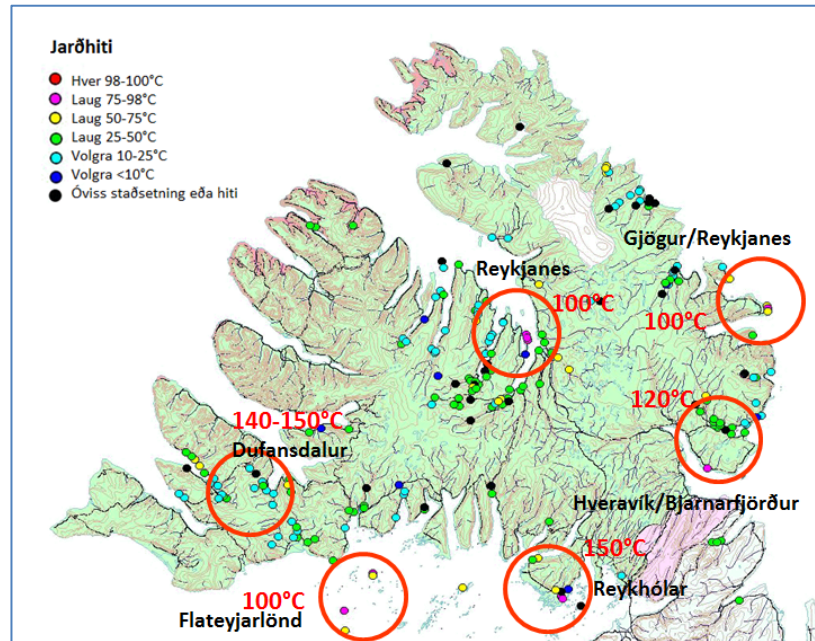 Jarðhiti
Hver 98-100°C
Laug 75-98°C
Laug 50-75°C
Laug 25-50°C
Volgra 10-25°C
Volgra <10°C
Óviss staðsetning eða hiti
Gjögur/Reykjanes
Reykjanes
100°C
100°C
120°C
140-150°C
Dufansdalur
Hveravík/Bjarnarfjörður
150°C
Reykhólar
100°C
Flateyjarlönd